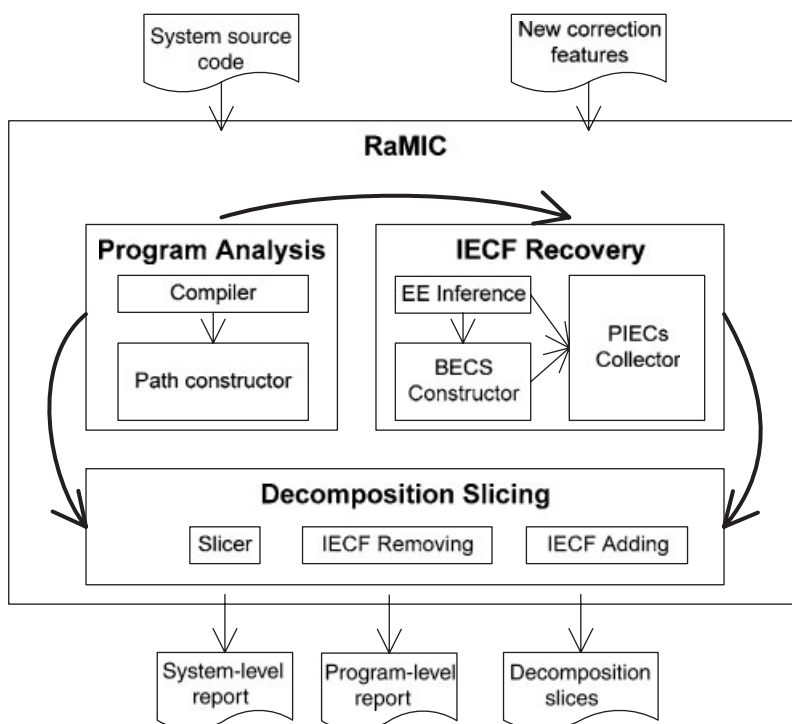 System source
code
New correction
features
RaMIC
Program Analysis
Compiler
Path constructor
IECF Recovery
EE Inference
BECS
Constructor
PIECs
Collector
Decomposition Slicing
Slicer
IECF Removing
IECF Adding
System-level
report
Program-level
report
Decomposition
slices